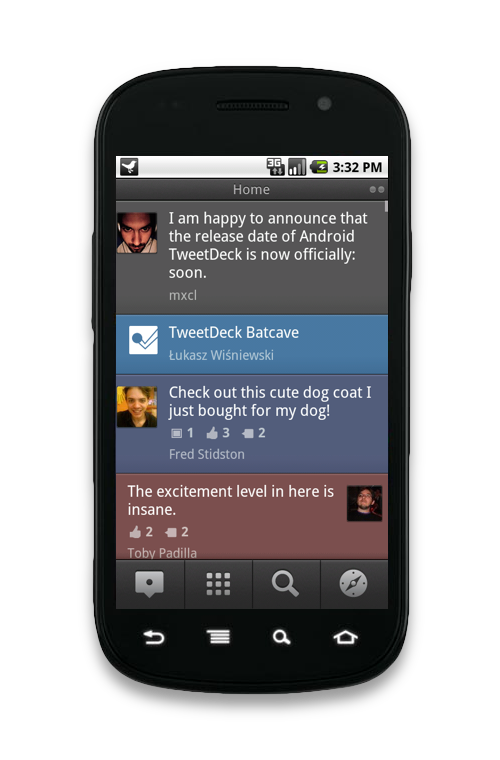 3G
3:32 PM
Home
I am happy to announce that
the release date of Android
TweetDeck is now officially:
soon.
mxcl
TweetDeck Batcave
Łukasz Wiśniewski
Check out this cute dog coat I
just bought for my dog!
1 3 2
Fred Stidston
The excitement level in here is
insane.
2 2
Toby Padilla